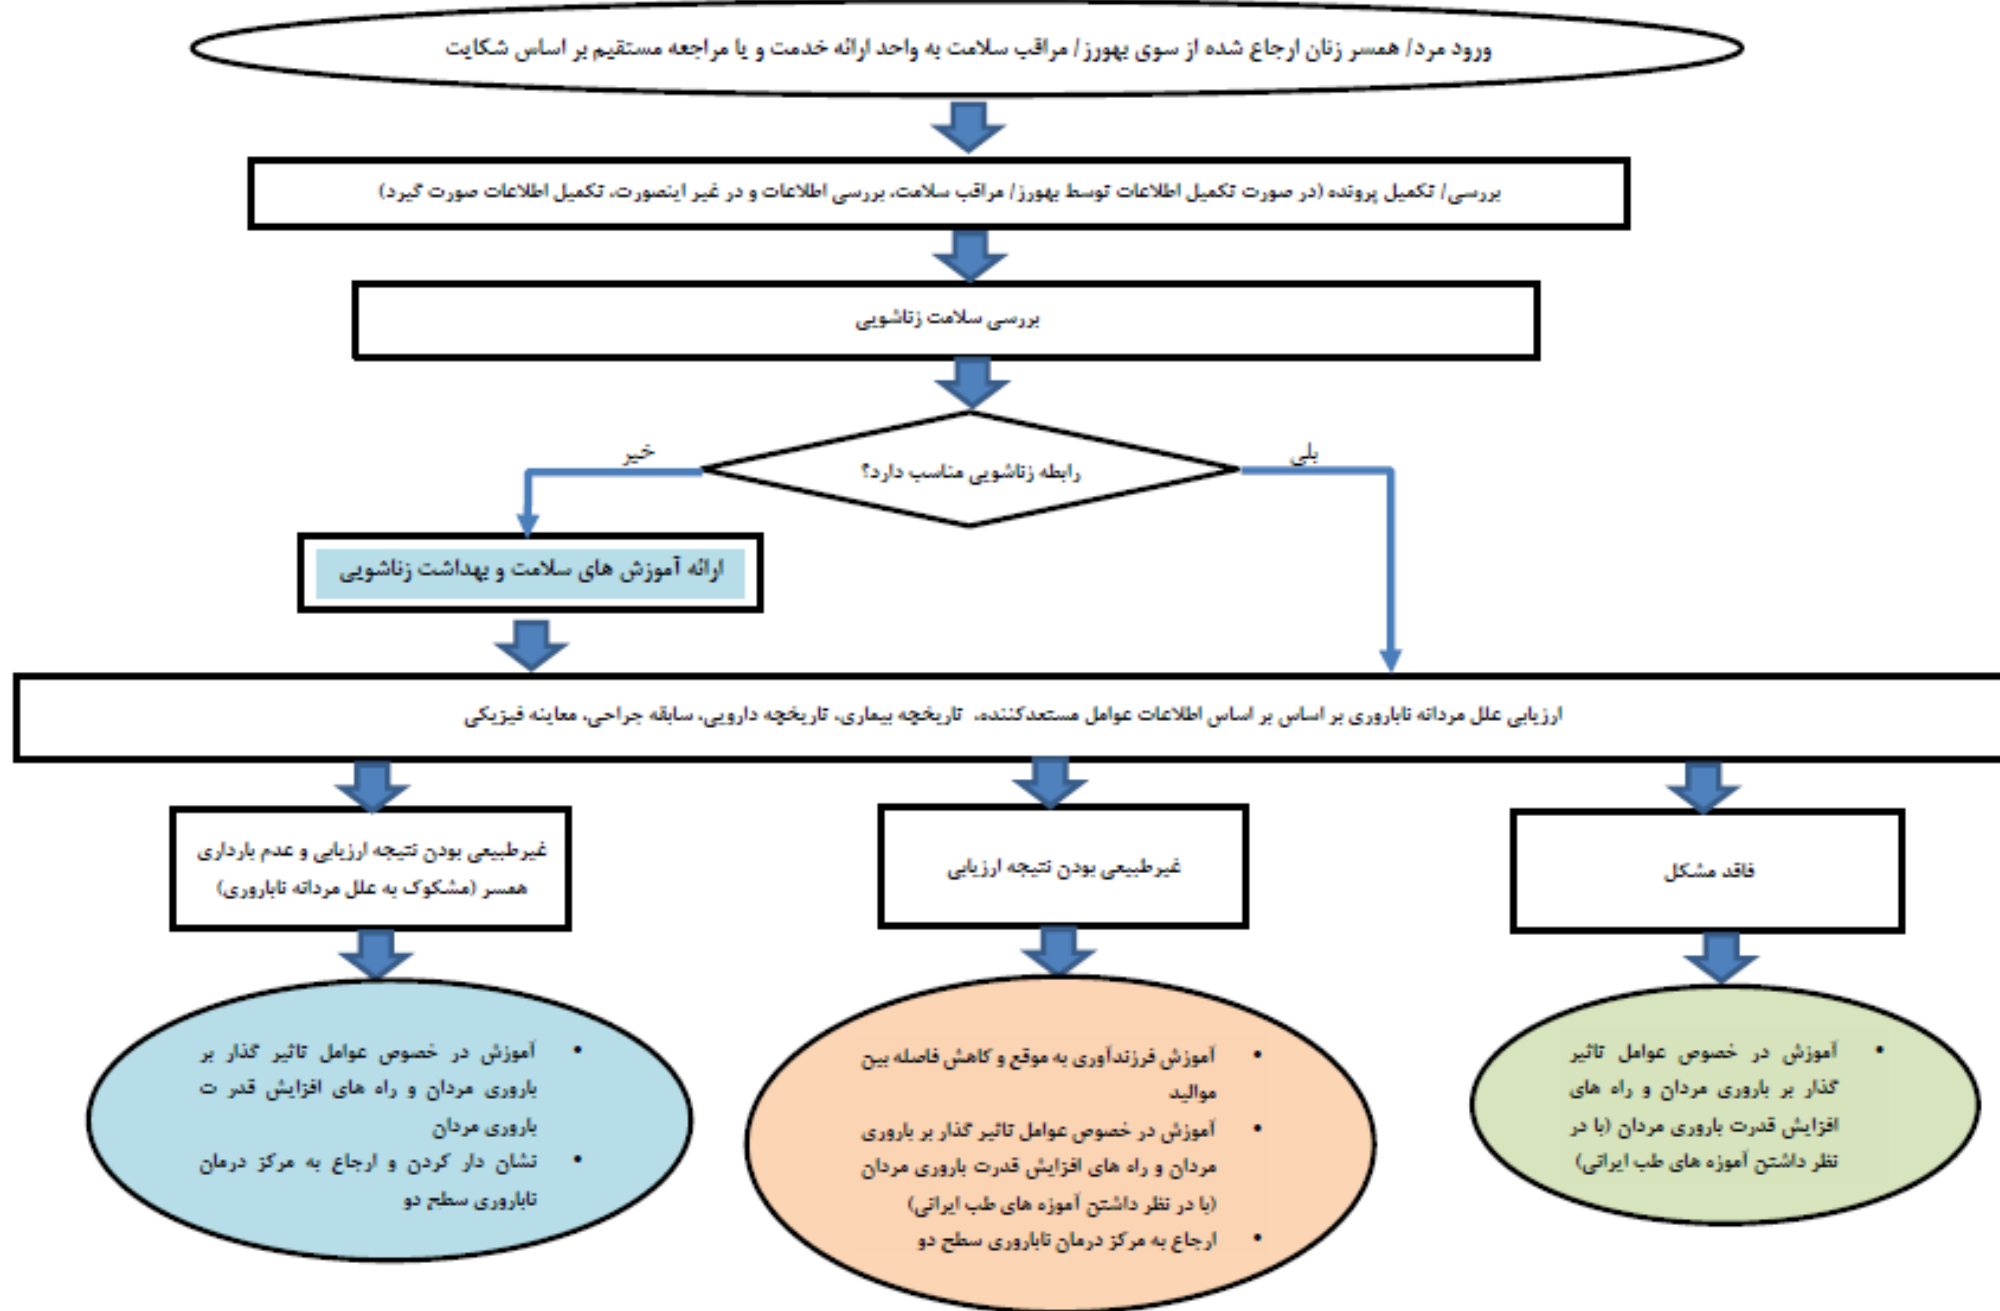 ورود مرد/ همسر زنان ارجاع شده از سوی بهورز/ مراقب سلامت به واحد ارائه خدمت و یا مراجعه مستقیم بر اساس شکایت
بررسی/ تکمیل پرونده (در صورت تکمیل اطلاعات توسط بهورز/ مراقب سلامت، بررسی اطلاعات و در غیر اینصورت، تکمیل اطلاعات صورت گیرد)
بررسی سلامت زناشویی
رابطه زناشویی مناسب دارد؟
بلی
خیر
ارائه آموزش های سلامت و بهداشت زناشویی
ارزیابی علل مردانه ناباروری بر اساس بر اساس اطلاعات عوامل مستعدکننده، تاریخچه بیماری، تاریخچه دارویی، سابقه جراحی، معاینه فیزیکی
فاقد مشکل
غیرطبیعی بودن نتیجه ارزیابی
غیرطبیعی بودن نتیجه ارزیابی و عدم بارداری
همسر (مشکوک به علل مردانه ناباروری)
• آموزش در خصوص عوامل تاثیر
گذار بر باروری مردان و راه های
افزایش قدرت باروری مردان (با در
نظر داشتن آموزه های طب ایرانی)
• آموزش فرزندآوری به موقع و کاهش فاصله بین
موالید
• آموزش در خصوص عوامل تاثیر گذار بر باروری
مردان و راه های افزایش قدرت باروری مردان
(با در نظر داشتن آموزه های طب ایرانی)
• ارجاع به مرکز درمان ناباروری سطح دو
• آموزش در خصوص عوامل تاثیر گذار بر
باروری مردان و راه های افزایش قدر ت
باروری مردان
• نشان دار کردن و ارجاع به مرکز درمان
ناباروری سطح دو